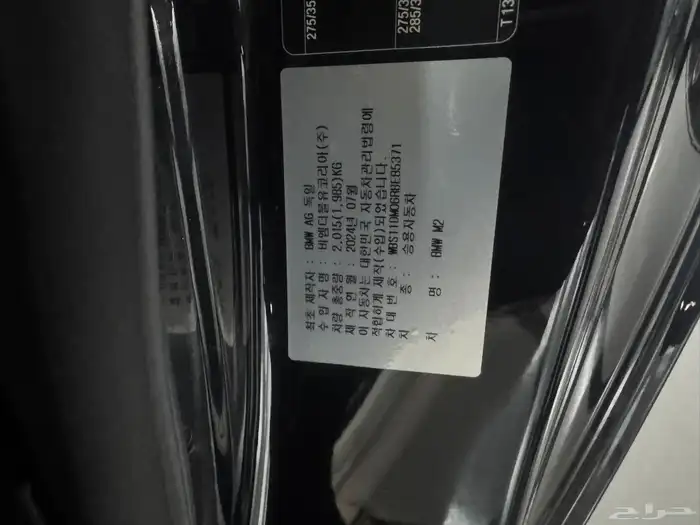 275/35
275/3
285/3
T 13
최초 제작자 : BMW AG 독일
수 입 자 명 : 비엠더블유코리아(주)
차량 총중량 : 2,015(1,985)KG
제 작 연 월 : 2024년 07월
이 자동차는 대한민국 자동차관리법령에
적합하게 제작(수입)되었습니다.
차 대 번 호 : WBS11DM06R8E85371
차 종 : 승용자동차
차 명 : BMW M2
حراج